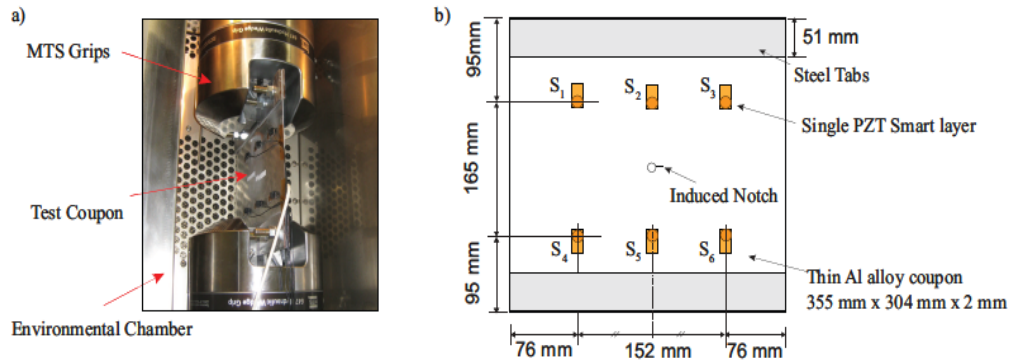 a)
MTS Grips
Test Coupon
Environmental Chamber
b)
95mm
51 mm
Steel Tabs
S1
S2
S3
Single PZT Smart layer
165 mm
Induced Notch
S4
S5
S6
95 mm
Thin Al alloy coupon
355 mm x 304 mm x 2 mm
76 mm
152 mm
76 mm